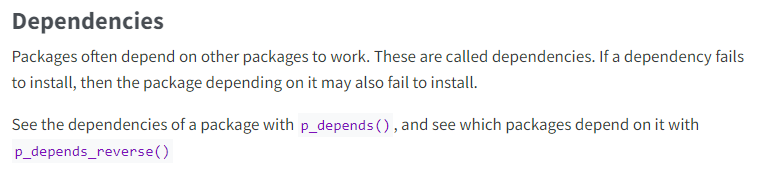 Dependencies
Packages often depend on other packages to work. These are called dependencies. If a dependency fails
to install, then the package depending on it may also fail to install.
See the dependencies of a package with p_depends(), and see which packages depend on it with
p_depends_reverse()